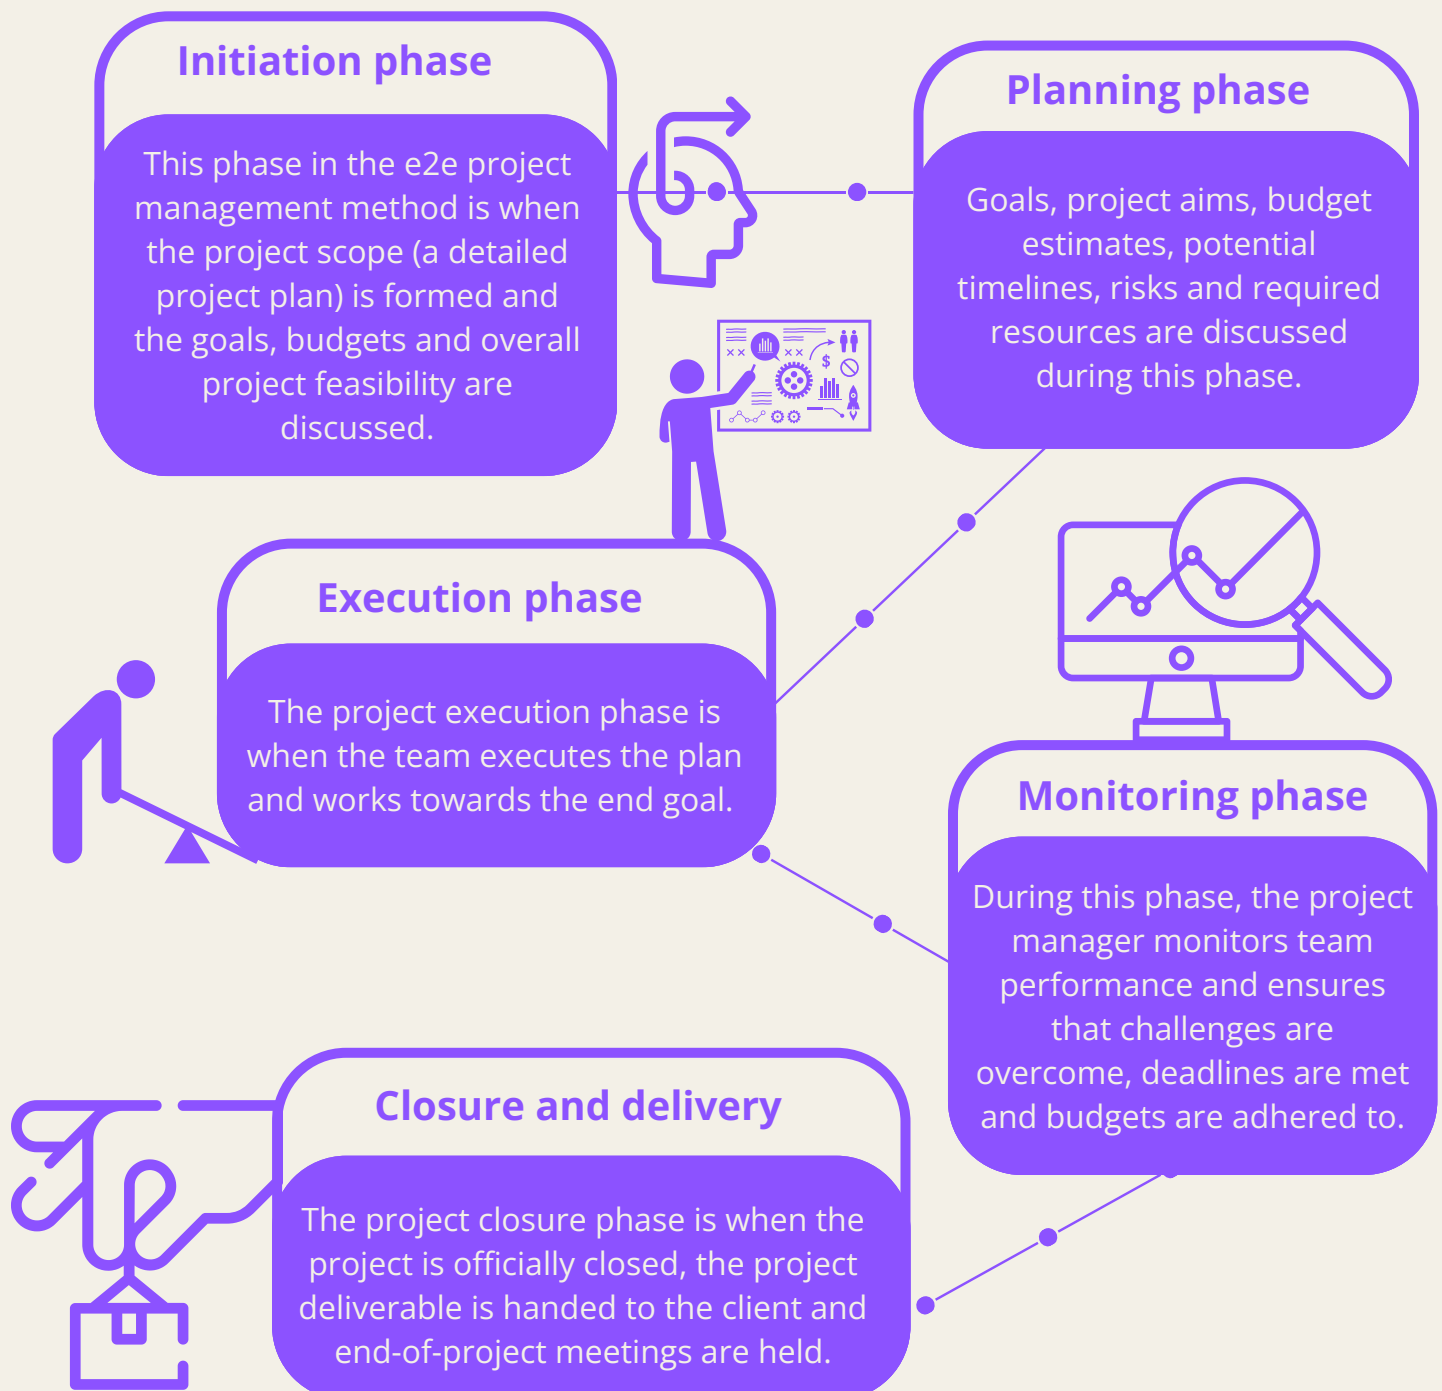 Initiation phase
This phase in the e2e project
management method is when
the project scope (a detailed
project plan) is formed and
the goals, budgets and overall
project feasibility are
discussed.
Planning phase
Goals, project aims, budget
estimates, potential
timelines, risks and required
resources are discussed
during this phase.
$
Execution phase
The project execution phase is
when the team executes the plan
and works towards the end goal.
Monitoring phase
During this phase, the project
manager monitors team
performance and ensures
that challenges are
overcome, deadlines are met
and budgets are adhered to.
Closure and delivery
The project closure phase is when the
project is officially closed, the project
deliverable is handed to the client and
end-of-project meetings are held.